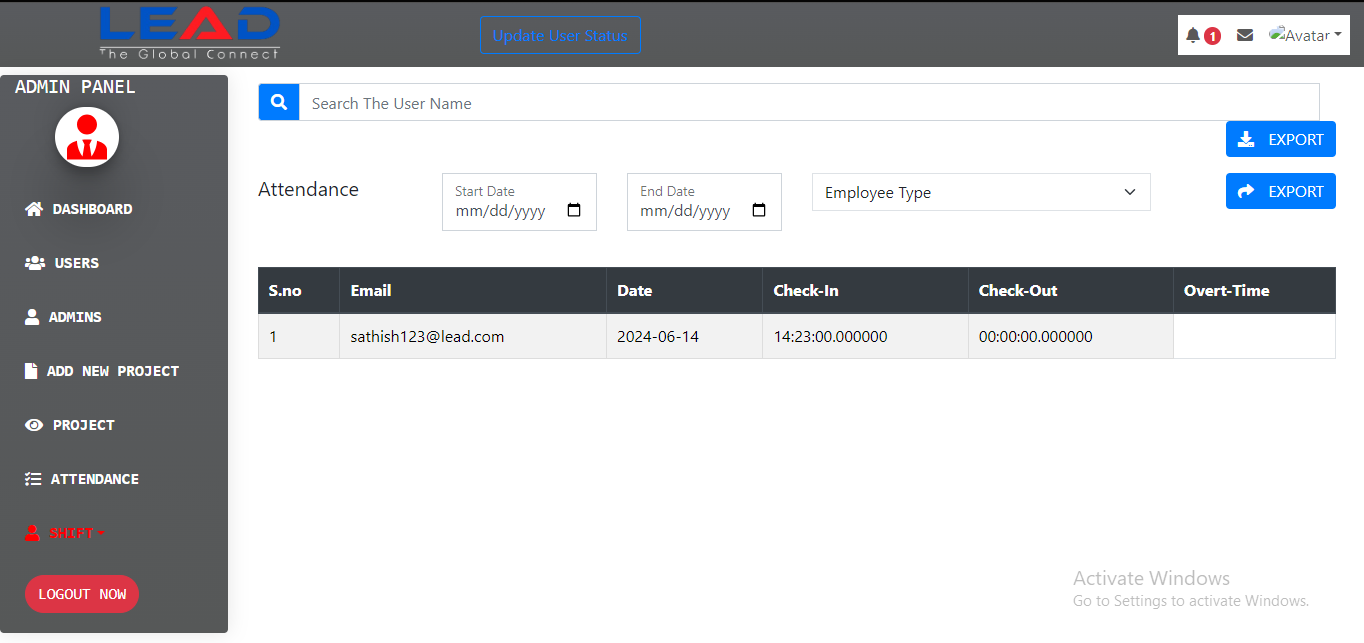 LEAD
The Global Connect
Update User Status
1
Avatar
ADMIN PANEL
Search The User Name
EXPORT
Attendance
Start Date
mm/dd/yyyy
End Date
mm/dd/yyyy
Employee Type
EXPORT
DASHBOARD
USERS
ADMINS
ADD NEW PROJECT
PROJECT
ATTENDANCE
SHIFT
LOGOUT NOW
S.no Email Date Check-In Check-Out Overt-Time
1 sathish123@lead.com 2024-06-14 14:23:00.000000 00:00:00.000000
Activate Windows
Go to Settings to activate Windows.